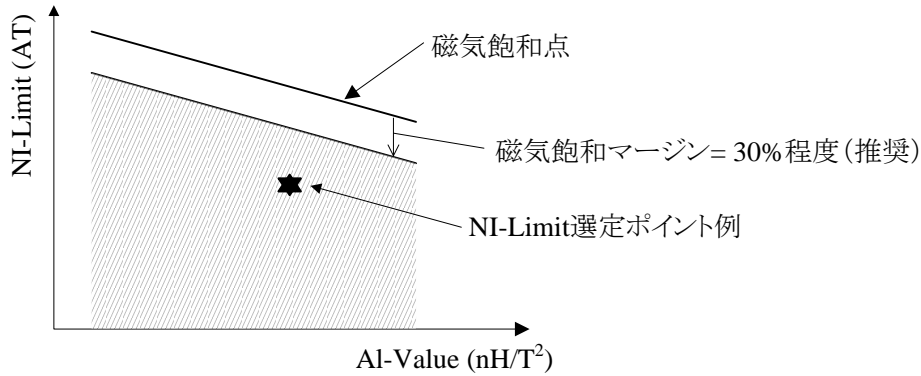 NI-Limit (AT)
磁気飽和点
磁気飽和マージン= 30%程度(推奨)
NI-Limit選定ポイント例
Al-Value (nH/T²)